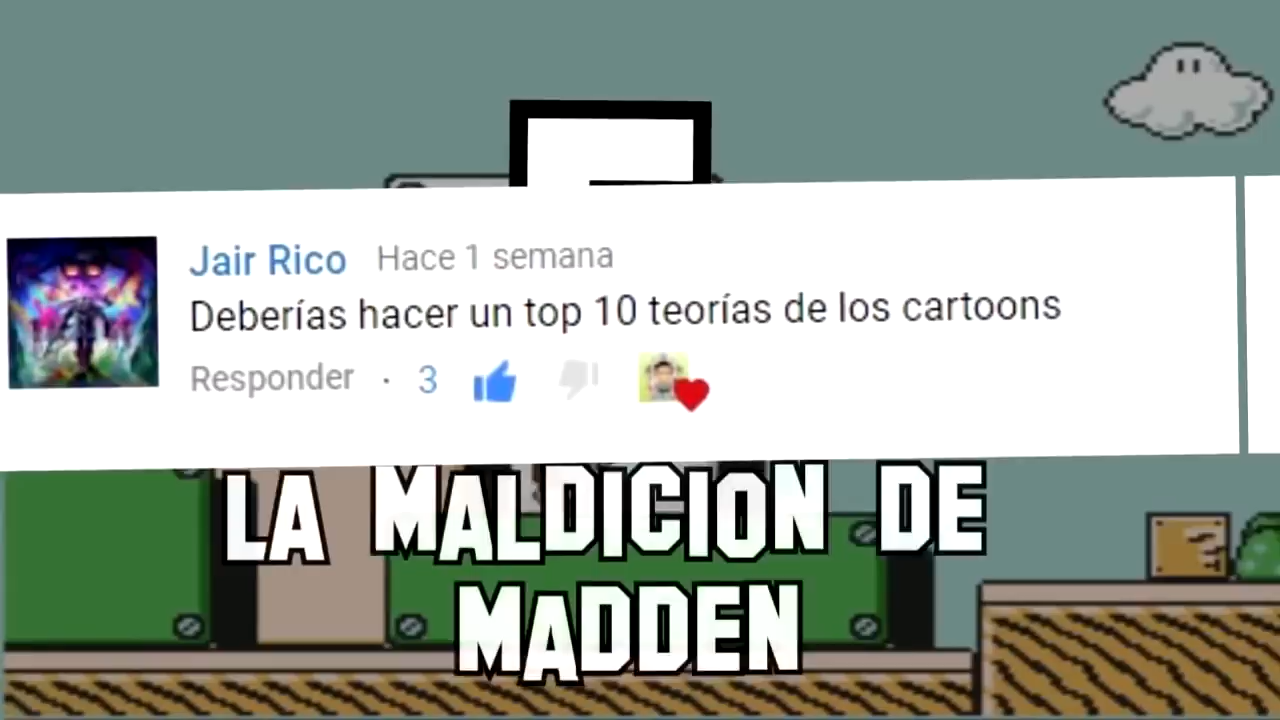 Jair Rico Hace 1 semana
Deberías hacer un top 10 teorías de los cartoons
Responder · 3
LA MALDICION DE
MADDEN